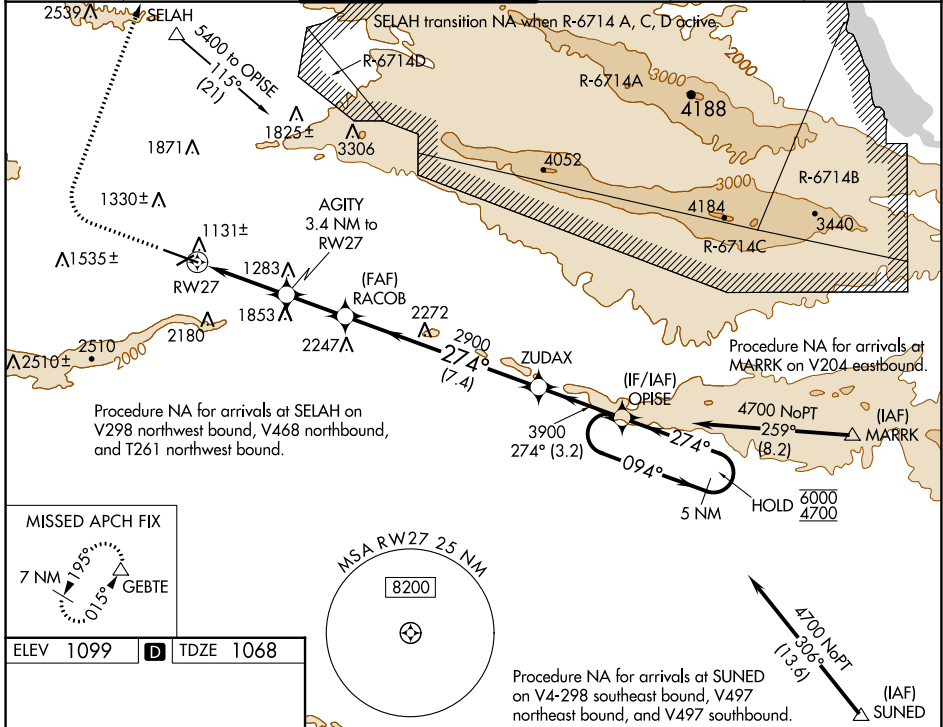 2539
SELAH
SELAH transition NA when R-6714 A, C, D active.
5400 to OPISE
115°
(21)
R-6714D
2000
3000
R-6714A
4188
1825±
3306
1871
4052
3000
R-6714B
1330±
4184
3440
AGITY
3.4 NM to
RW27
1131±
R-6714C
1535±
1283
(FAF)
RACOB
RW27
1853
2180
2272
2247
2900
274°
(7.4)
ZUDAX
Procedure NA for arrivals at
MARRK on V204 eastbound.
2510±
2510
2000
(IF/IAF)
OPISE
4700 NoPT
259°
(8.2)
(IAF)
MARRK
Procedure NA for arrivals at SELAH on
V298 northwest bound, V468 northbound,
and T261 northwest bound.
3900
274° (3.2)
274°
094°
5 NM
HOLD
6000
4700
MISSED APCH FIX
7 NM
195°
015°
GEBTE
MSA RW27 25 NM
8200
4700 NoPT
306°
(13.6)
ELEV 1099 D TDZE 1068
Procedure NA for arrivals at SUNED
on V4-298 southeast bound, V497
northeast bound, and V497 southbound.
(IAF)
SUNED